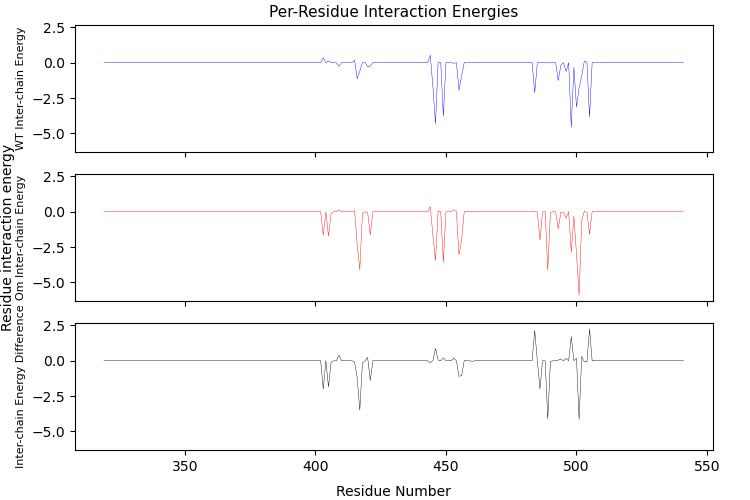 Per-Residue Interaction Energies
Residue interaction energy
WT Inter-chain Energy
2.5
0.0
−2.5
−5.0
Om Inter-chain Energy
2.5
0.0
−2.5
−5.0
Inter-chain Energy Difference
2.5
0.0
−2.5
−5.0
350
400
450
500
550
Residue Number